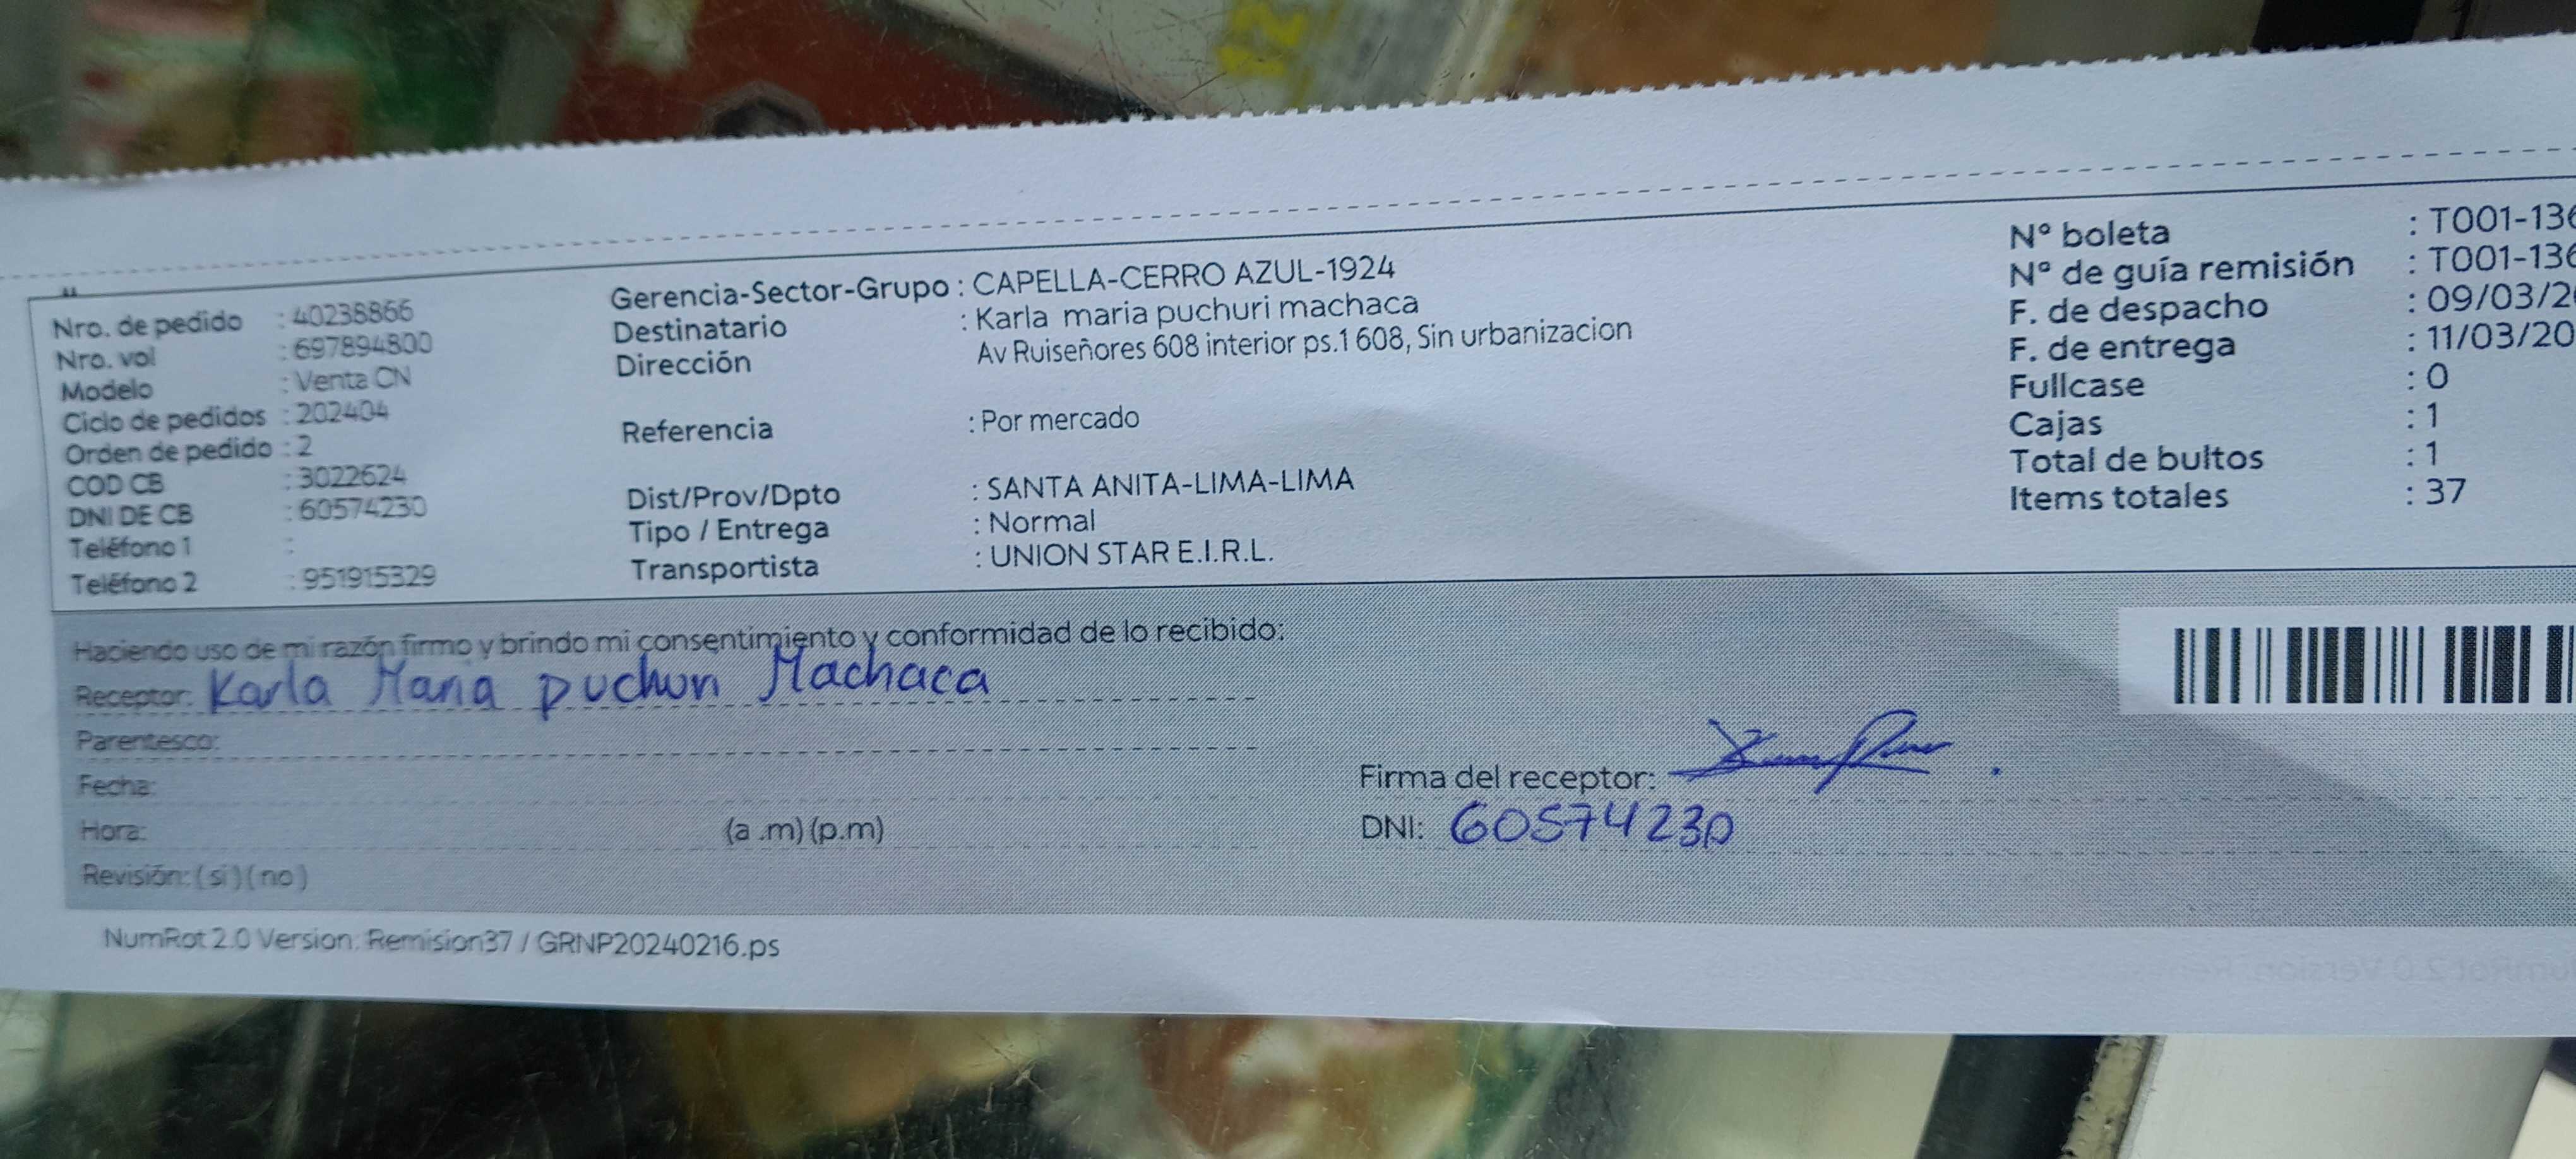 Nro. de pedido : 40238866
Nro. vol : 697894800
Modelo : Venta CN
Ciclo de pedidos : 202404
Orden de pedido : 2
COD CB : 3022624
DNI DE CB : 60574230
Teléfono 1 :
Teléfono 2 : 951915329
Gerencia-Sector-Grupo : CAPELLA-CERRO AZUL-1924
Destinatario : Karla maria puchuri machaca
Dirección Av Ruiseñores 608 interior ps.1 608, Sin urbanizacion
Referencia : Por mercado
Dist/Prov/Dpto : SANTA ANITA-LIMA-LIMA
Tipo / Entrega : Normal
Transportista : UNION STAR E.I.R.L.
N° boleta : T001-136
N° de guía remisión : T001-136
F. de despacho : 09/03/20
F. de entrega : 11/03/20
Fullcase : 0
Cajas : 1
Total de bultos : 1
Items totales : 37
Haciendo uso de mi razón firmo y brindo mi consentimiento y conformidad de lo recibido:
Receptor: Karla Maria puchuri Machaca
Parentesco:
Fecha:
Hora: (a .m) (p.m)
Revisión: ( si ) ( no )
Firma del receptor:
DNI: 60574230
NumRot 2.0 Version: Remision37 / GRNP20240216.ps